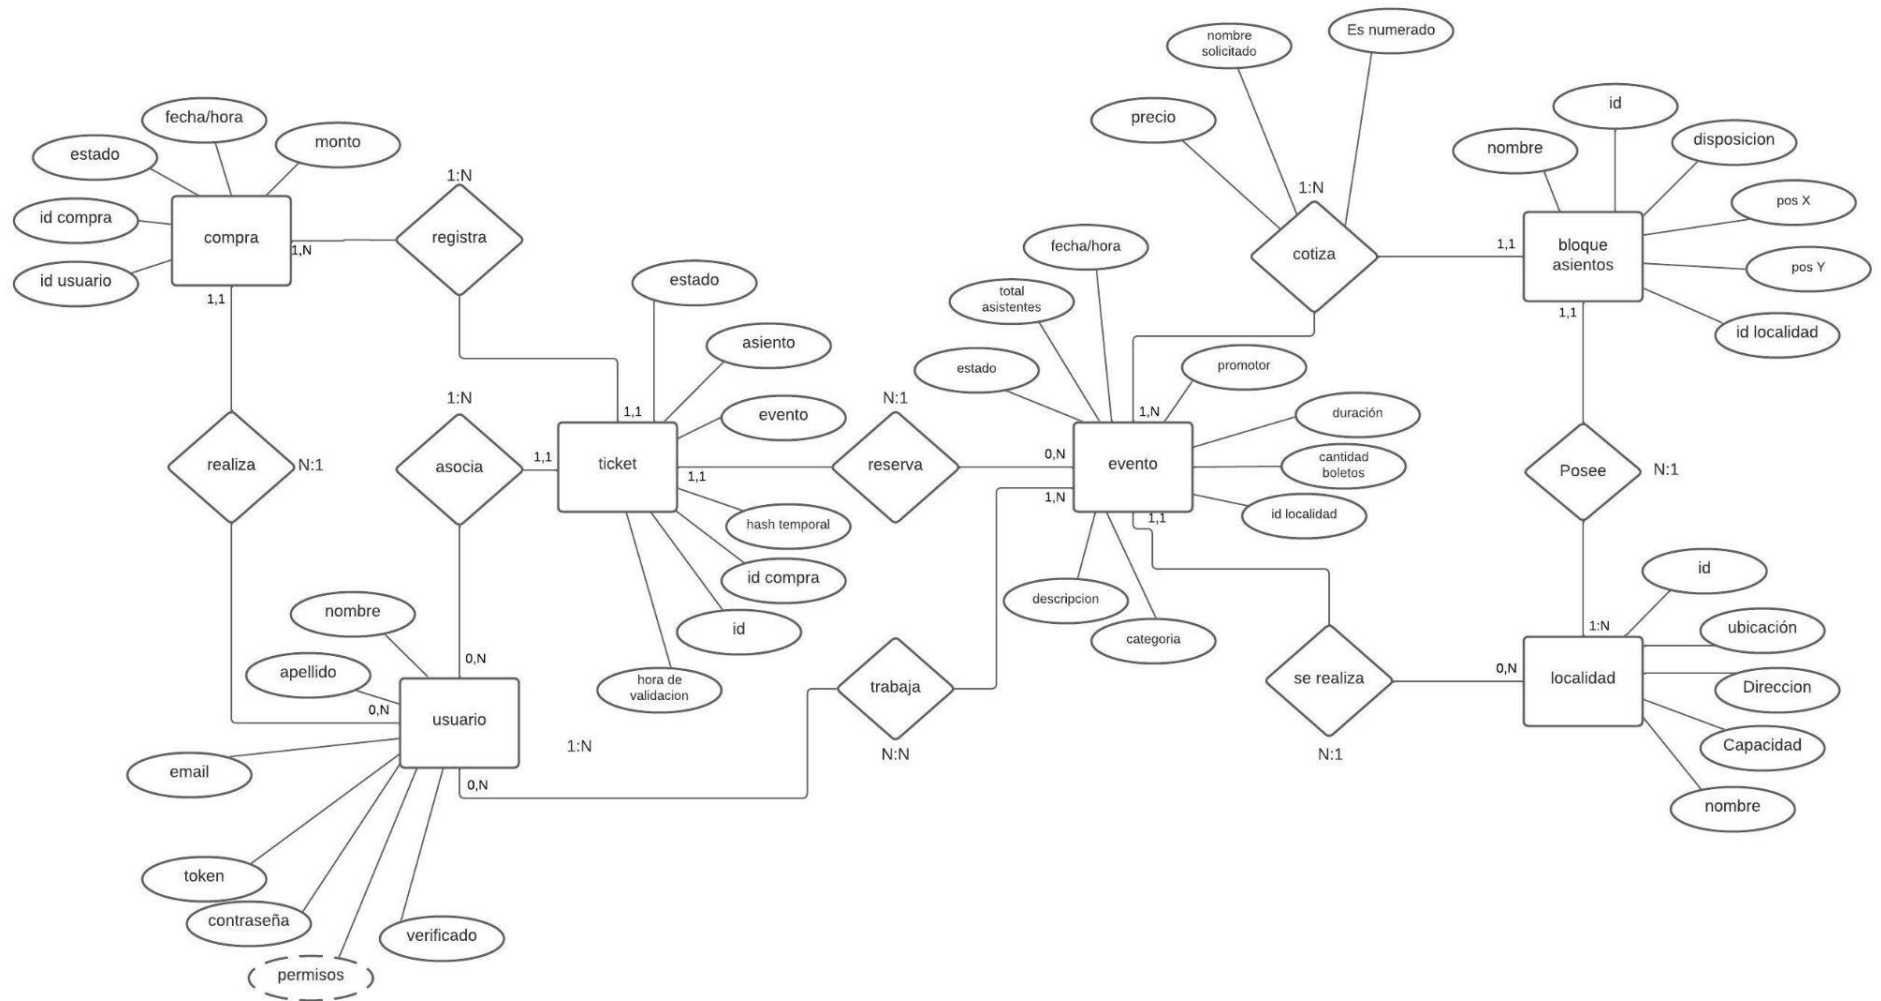 nombre
solicitado
Es numerado
fecha/hora
estado
monto
precio
id
nombre
disposicion
1:N
1:N
id compra
compra
registra
1,N
id usuario
1,1
fecha/hora
cotiza
1,1
bloque
asientos
pos X
pos Y
id localidad
1,1
estado
total
asistentes
asiento
estado
promotor
1:N
1,1
evento
N:1
1,N
duración
realiza
N:1
asocia
1,1
ticket
1,1
reserva
0,N
evento
1,N
1,1
cantidad
boletos
id localidad
Posee
N:1
hash temporal
id compra
id
hora de
validacion
descripcion
categoria
id
nombre
apellido
0,N
0,N
usuario
1:N
0,N
trabaja
N:N
se realiza
N:1
0,N
1:N
localidad
ubicación
Direccion
Capacidad
nombre
email
token
contraseña
permisos
verificado